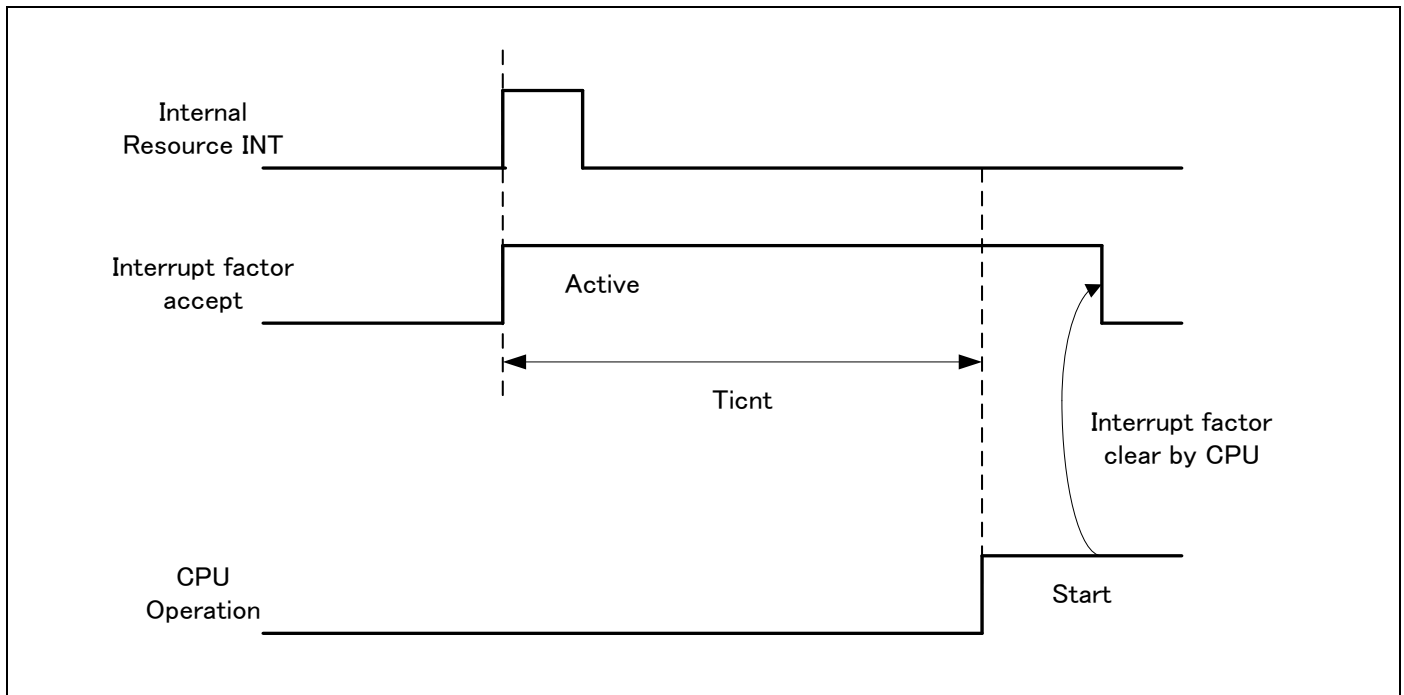 Internal
Resource INT
Interrupt factor
accept
Active
Ticnt
Interrupt factor
clear by CPU
CPU
Operation
Start